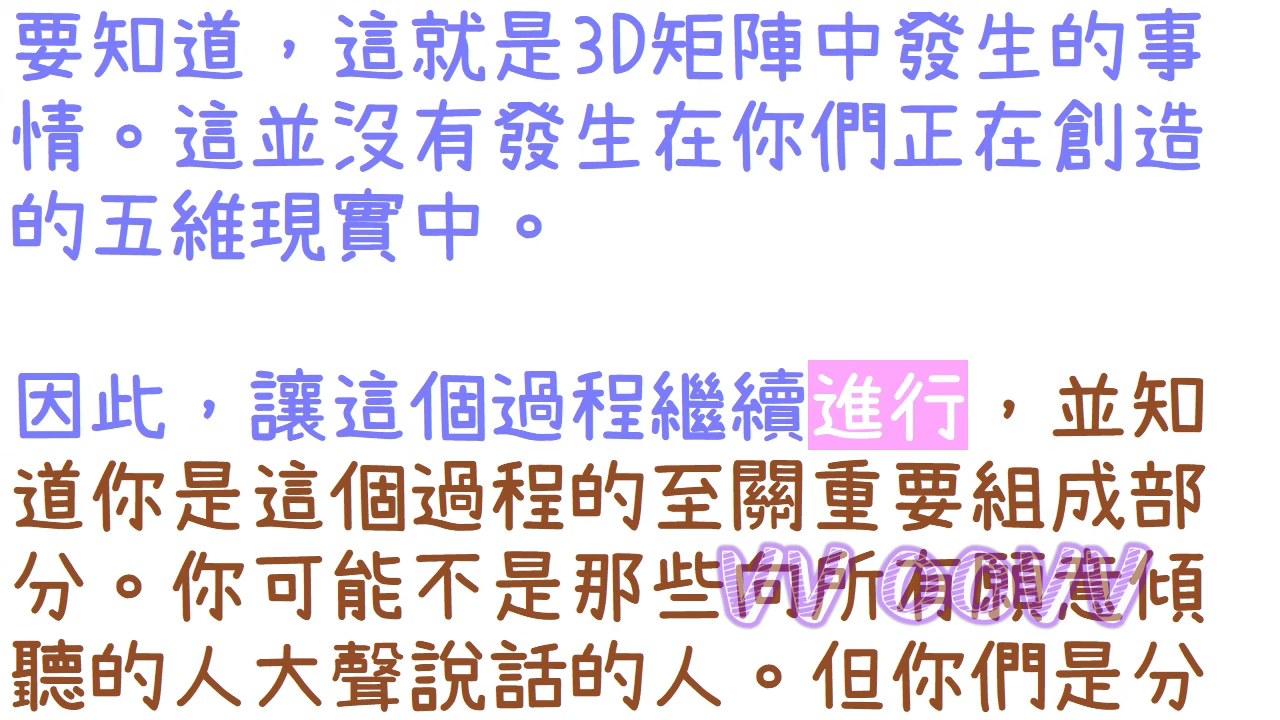 要知道，這就是3D矩陣中發生的事
情。這並沒有發生在你們正在創造
的五維現實中。
因此，讓這個過程繼續進行，並知
道你是這個過程的至關重要組成部
分。你可能不是那些向所有願意傾
聽的人大聲說話的人。但你們是分